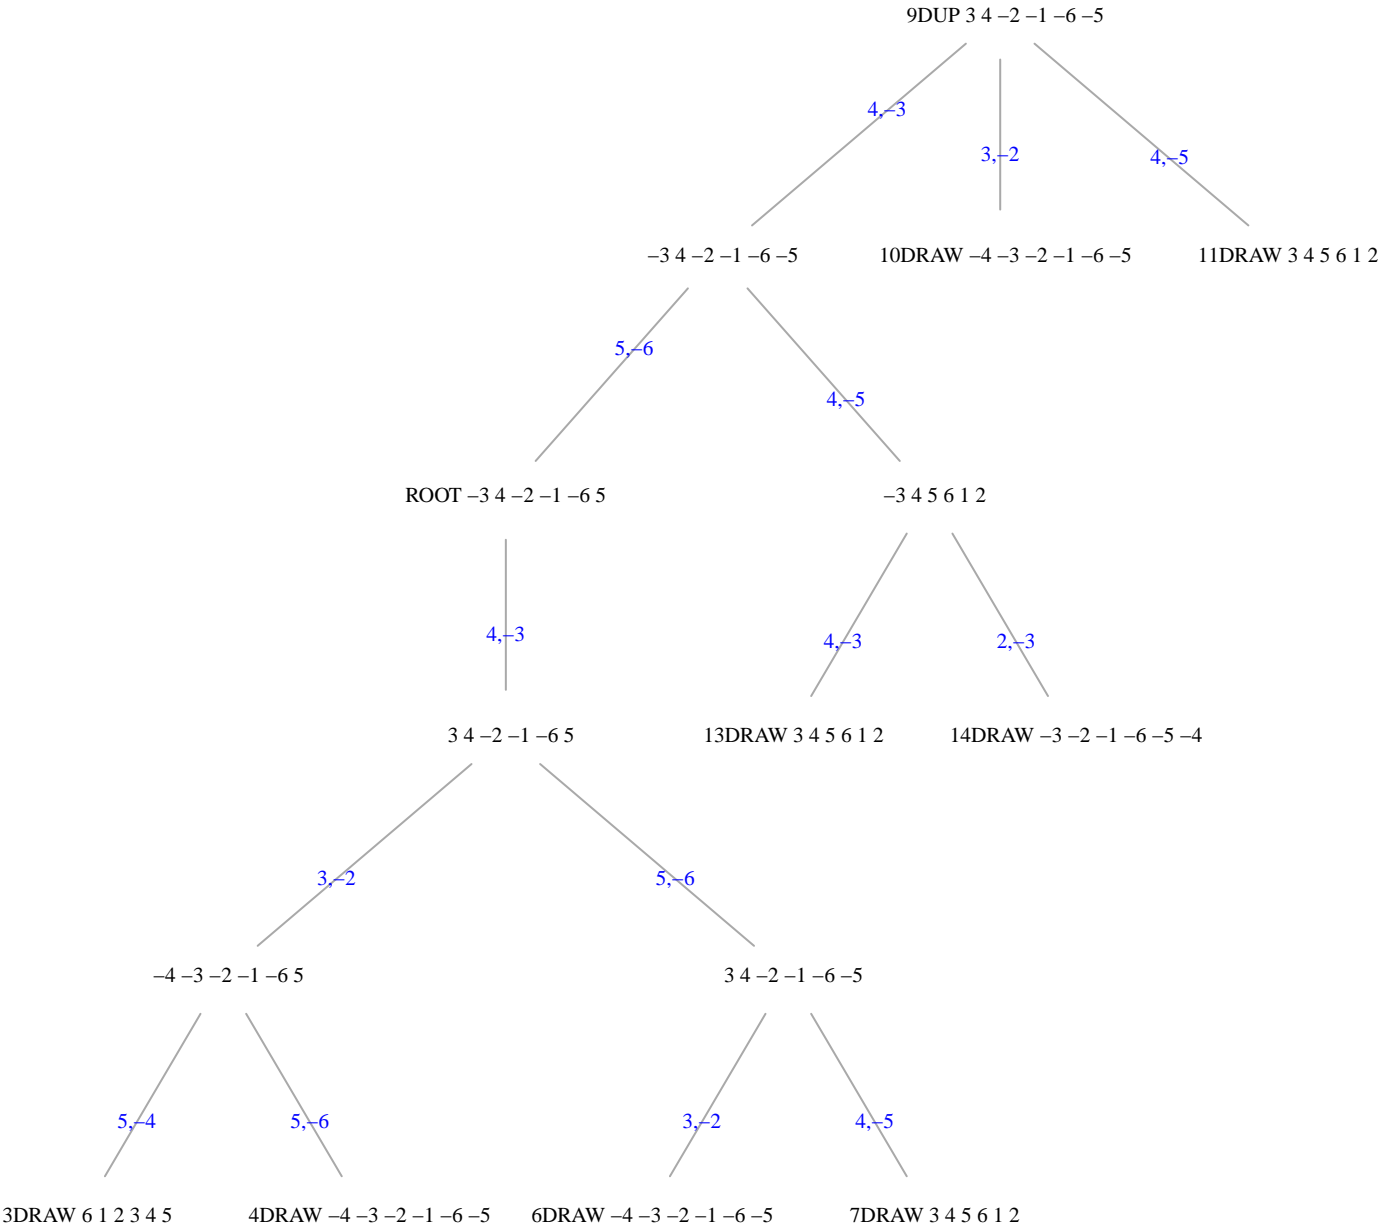 9DUP 3 4 −2 −1 −6 −5
4,−3
3,−2
4,−5
−3 4 −2 −1 −6 −5
10DRAW −4 −3 −2 −1 −6 −5
11DRAW 3 4 5 6 1 2
5,−6
4,−5
ROOT −3 4 −2 −1 −6 5
−3 4 5 6 1 2
4,−3
4,−3
2,−3
3 4 −2 −1 −6 5
13DRAW 3 4 5 6 1 2
14DRAW −3 −2 −1 −6 −5 −4
3,−2
5,−6
−4 −3 −2 −1 −6 5
3 4 −2 −1 −6 −5
5,−4
5,−6
3,−2
4,−5
3DRAW 6 1 2 3 4 5
4DRAW −4 −3 −2 −1 −6 −5
6DRAW −4 −3 −2 −1 −6 −5
7DRAW 3 4 5 6 1 2